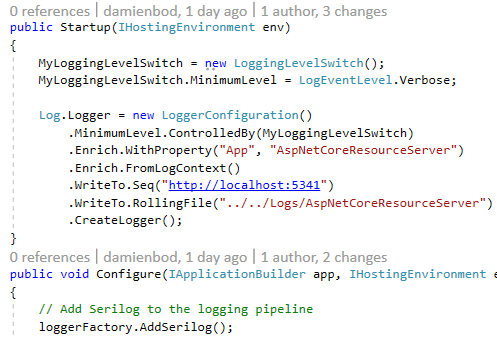 0 references | damienbod, 1 day ago | 1 author, 3 changes
public Startup(IHostingEnvironment env)
{
MyLoggingLevelSwitch = new LoggingLevelSwitch();
MyLoggingLevelSwitch.MinimumLevel = LogEventLevel.Verbose;
Log.Logger = new LoggerConfiguration()
.MinimumLevel.ControlledBy(MyLoggingLevelSwitch)
.Enrich.WithProperty("App", "AspNetCoreResourceServer")
.Enrich.FromLogContext()
.WriteTo.Seq("http://localhost:5341")
.WriteTo.RollingFile("../../Logs/AspNetCoreResourceServer")
.CreateLogger();
}
0 references | damienbod, 1 day ago | 1 author, 2 changes
public void Configure(IApplicationBuilder app, IHostingEnvironment
{
// Add Serilog to the logging pipeline
loggerFactory.AddSerilog();